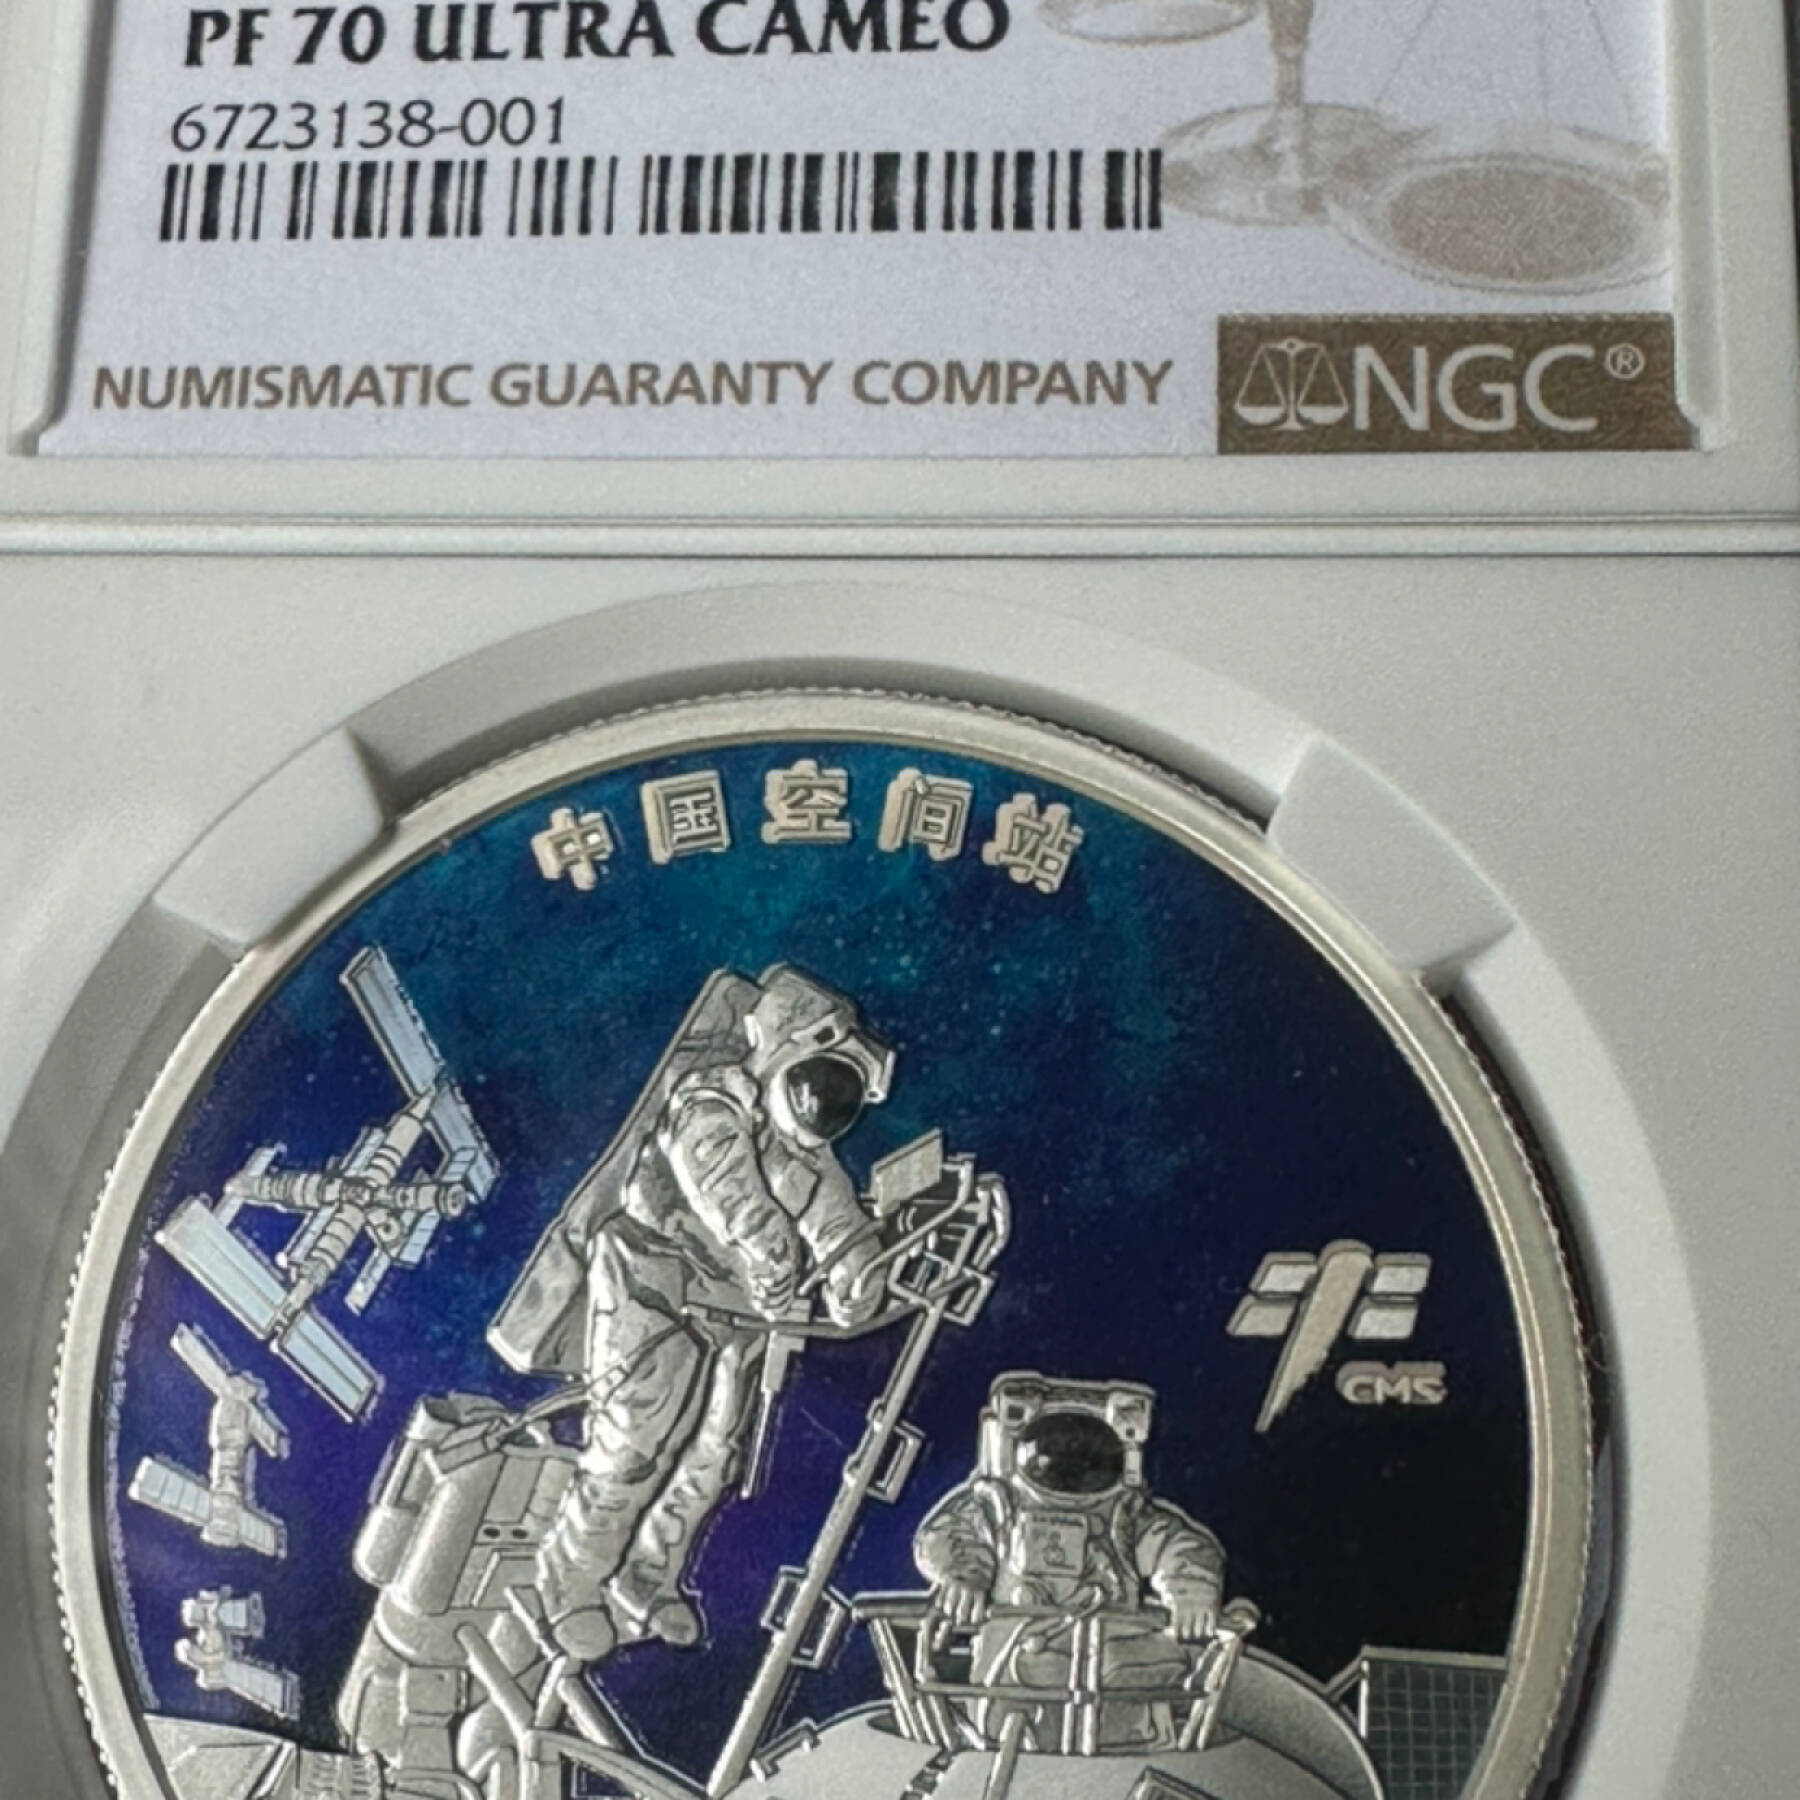 PF 70 ULTRA CAMEO
6723138-001
NUMISMATIC GUARANTY COMPANY
NGC®
中国空间站
CMS